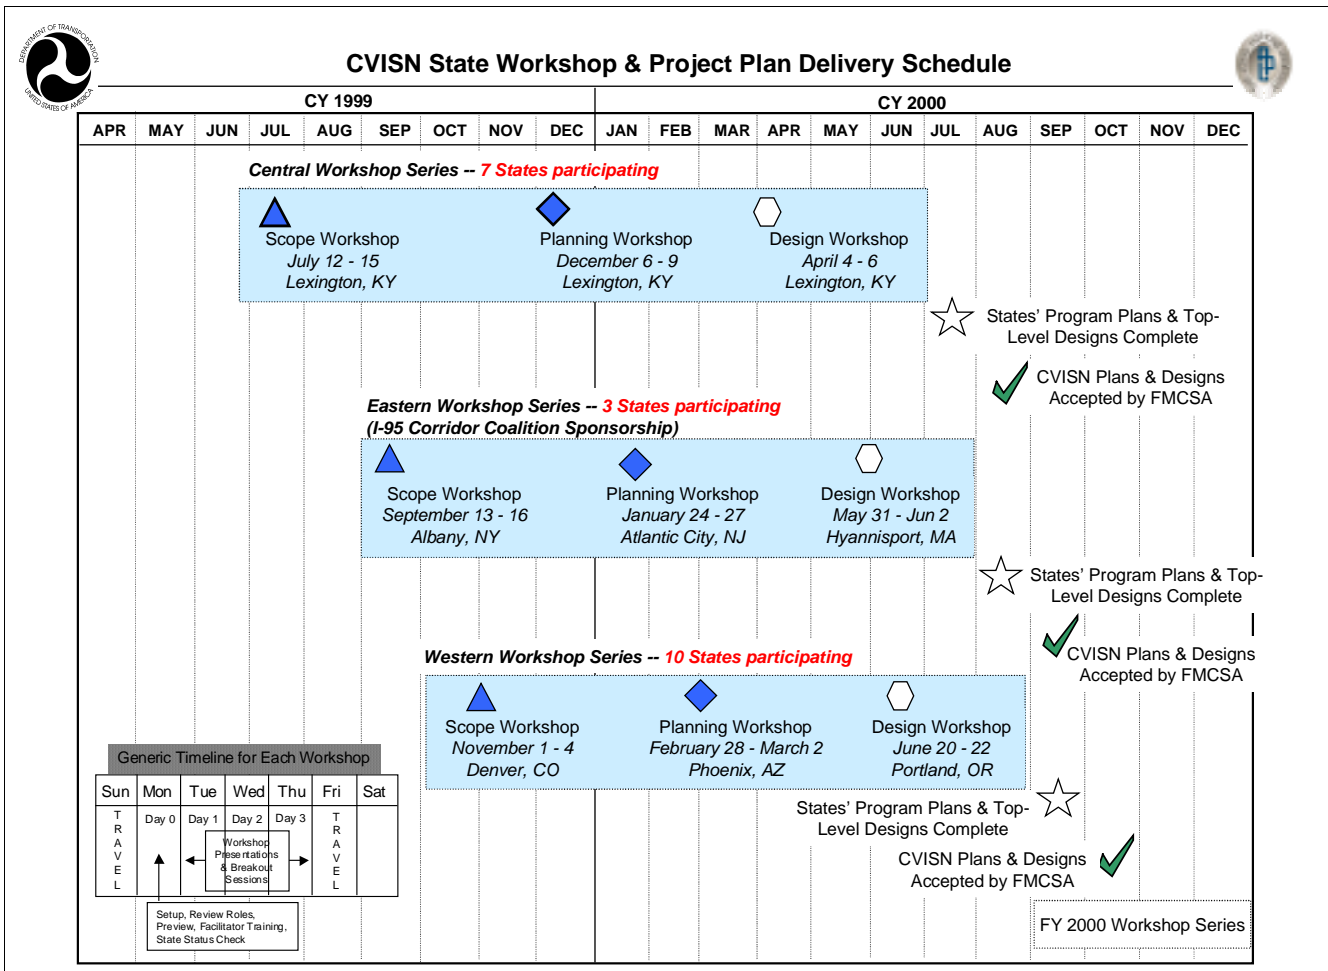 DEPARTMENT OF TRANSPORTATION
UNITED STATES OF AMERICA
CVISN State Workshop & Project Plan Delivery Schedule
CY 1999
CY 2000
APR MAY JUN JUL AUG SEP OCT NOV DEC JAN FEB MAR APR MAY JUN JUL AUG SEP OCT NOV DEC
Central Workshop Series -- 7 States participating
Scope Workshop
July 12 - 15
Lexington, KY
Planning Workshop
December 6 - 9
Lexington, KY
Design Workshop
April 4 - 6
Lexington, KY
States' Program Plans & Top-
Level Designs Complete
CVISN Plans & Designs
Accepted by FMCSA
Eastern Workshop Series -- 3 States participating
(I-95 Corridor Coalition Sponsorship)
Scope Workshop
September 13 - 16
Albany, NY
Planning Workshop
January 24 - 27
Atlantic City, NJ
Design Workshop
May 31 - Jun 2
Hyannisport, MA
States' Program Plans & Top-
Level Designs Complete
CVISN Plans & Designs
Accepted by FMCSA
Western Workshop Series -- 10 States participating
Scope Workshop
November 1 - 4
Denver, CO
Planning Workshop
February 28 - March 2
Phoenix, AZ
Design Workshop
June 20 - 22
Portland, OR
States' Program Plans & Top-
Level Designs Complete
CVISN Plans & Designs
Accepted by FMCSA
Generic Timeline for Each Workshop
Sun Mon Tue Wed Thu Fri Sat
TRAVEL
Day 0 Day 1 Day 2 Day 3
TRAVEL
Workshop
Presentations
& Breakout
Sessions
Setup, Review Roles,
Preview, Facilitator Training,
State Status Check
FY 2000 Workshop Series